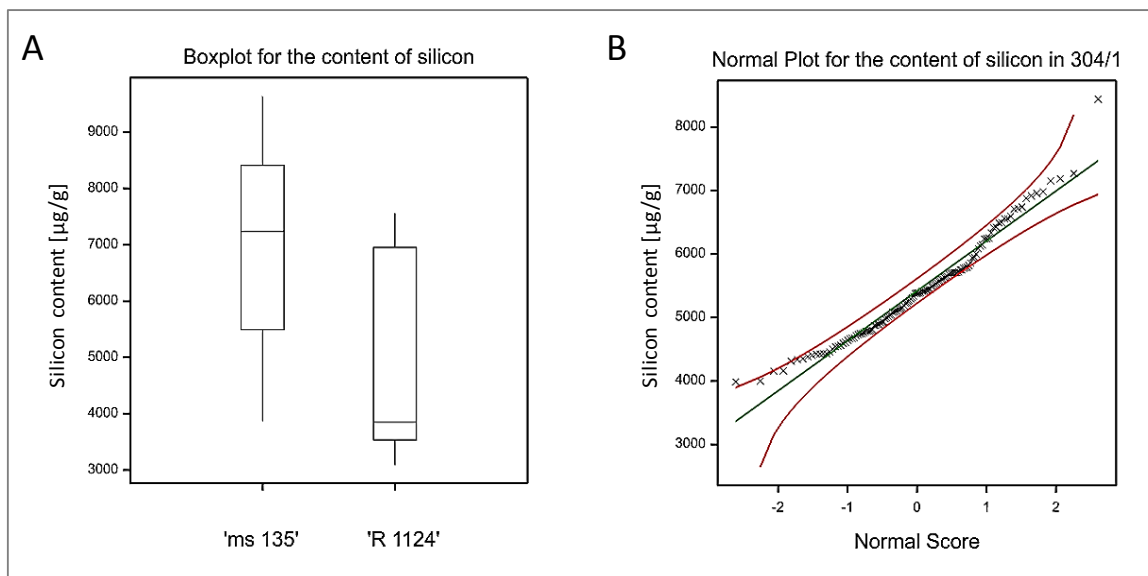 A
Boxplot for the content of silicon
Silicon content [µg/g]
9000
8000
7000
6000
5000
4000
3000
'ms 135'
'R 1124'
B
Normal Plot for the content of silicon in 304/1
Silicon content [µg/g]
8000
7000
6000
5000
4000
3000
-2
-1
0
1
2
Normal Score